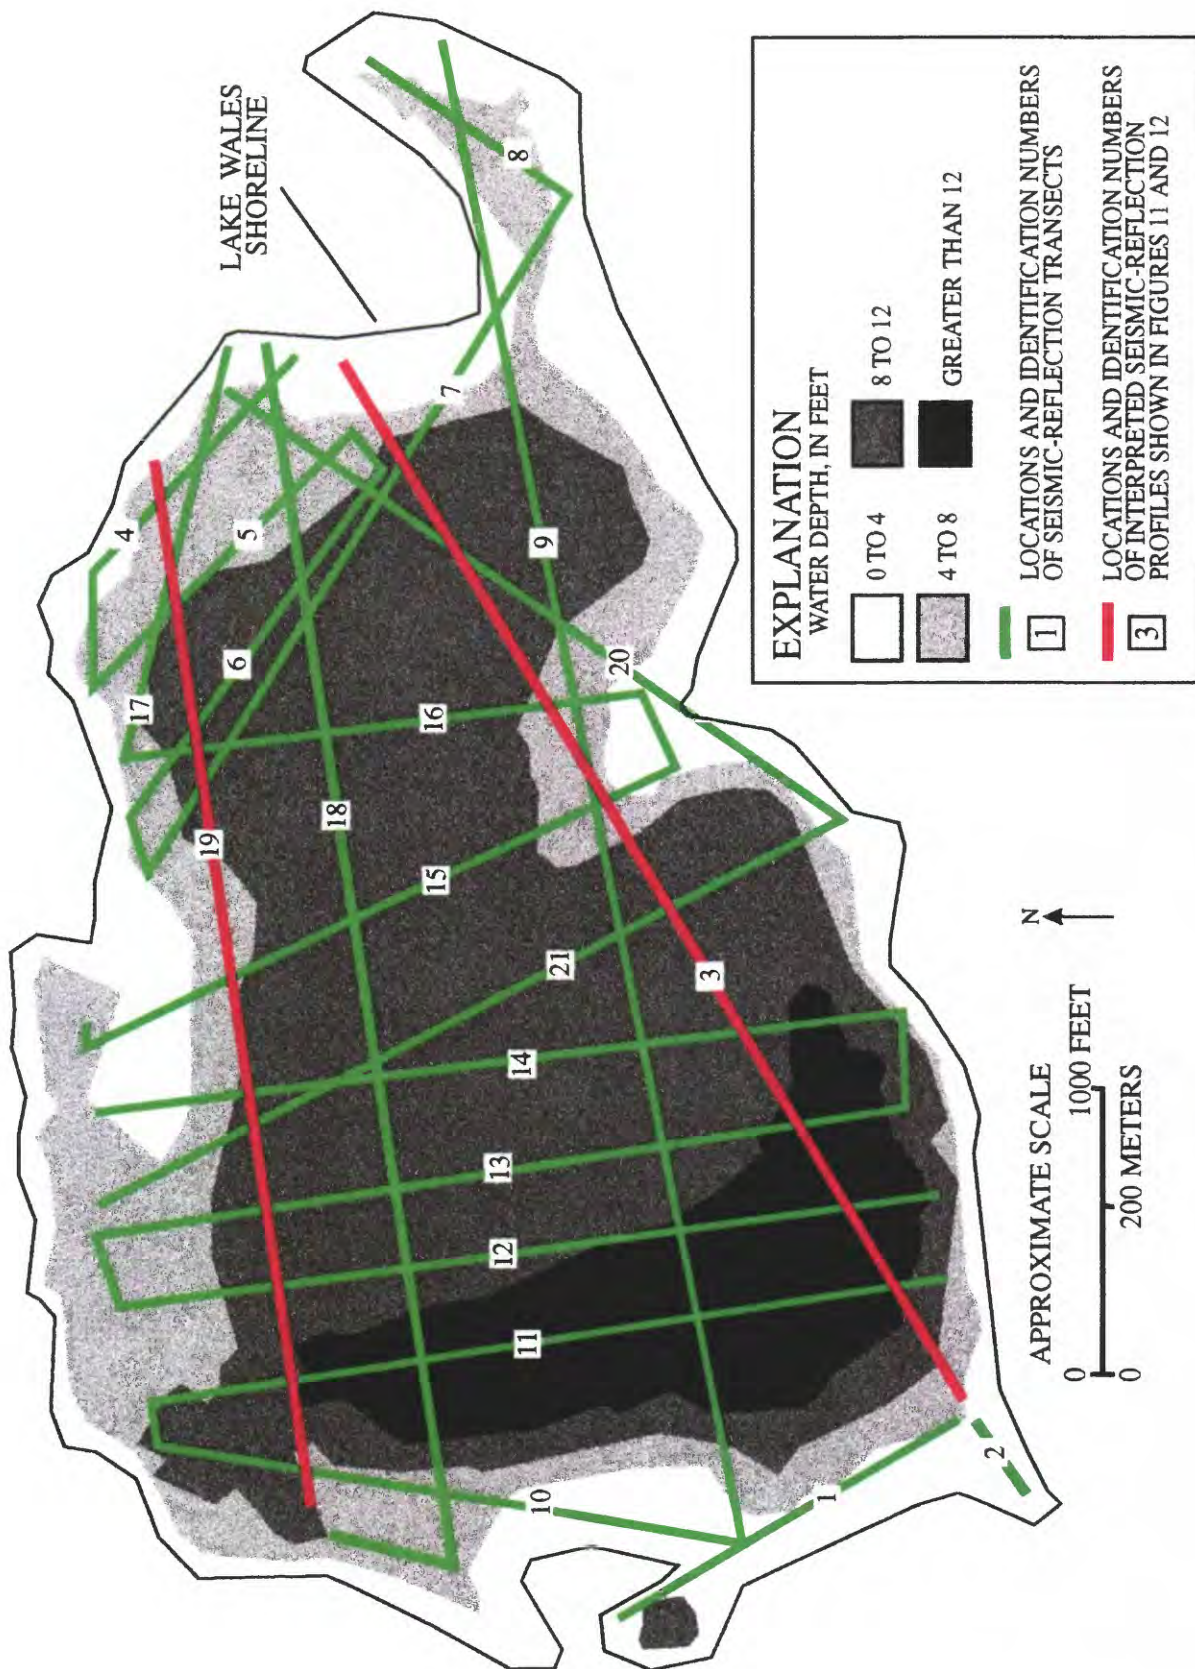 LAKE WALES
SHORELINE
4
5
17
6
7
8
19
18
16
9
20
15
21
3
14
13
12
11
10
1
2
EXPLANATION
WATER DEPTH, IN FEET
0 TO 4
8 TO 12
4 TO 8
GREATER THAN 12
1
LOCATIONS AND IDENTIFICATION NUMBERS
OF SEISMIC-REFLECTION TRANSECTS
3
LOCATIONS AND IDENTIFICATION NUMBERS
OF INTERPRETED SEISMIC-REFLECTION
PROFILES SHOWN IN FIGURES 11 AND 12
N
APPROXIMATE SCALE
0 1000 FEET
0 200 METERS